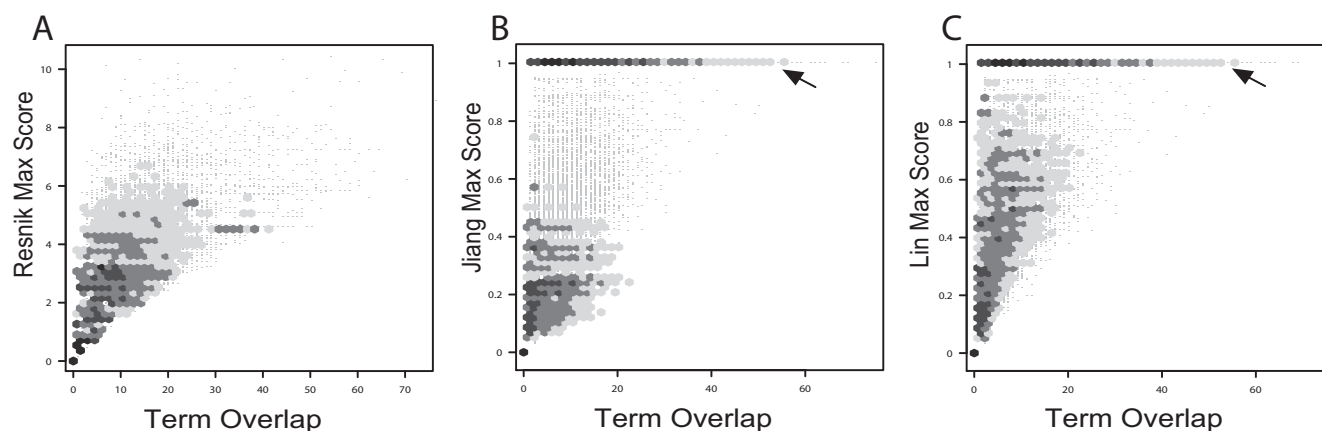 A
Resnik Max Score
10
8
6
4
2
0
0 10 20 30 40 50 60 70
Term Overlap
B
Jiang Max Score
1
0.8
0.6
0.4
0.2
0
0 20 40 60
Term Overlap
C
Lin Max Score
1
0.8
0.6
0.4
0.2
0
0 20 40 60
Term Overlap